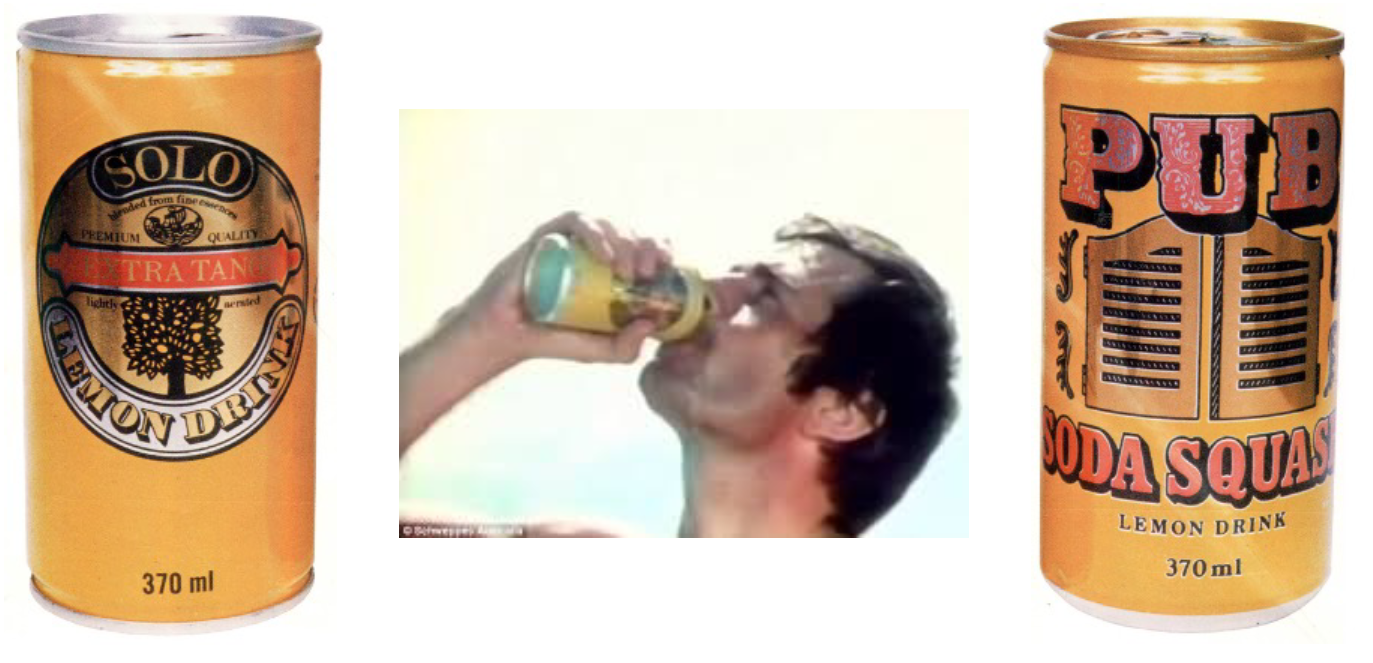 SOLO
blended from fine essences
PREMIUM QUALITY
EXTRA TANG
lightly aerated
LEMON DRINK
370 ml
© Schweppes Australia
PUB
SODA SQUASH
LEMON DRINK
370 ml